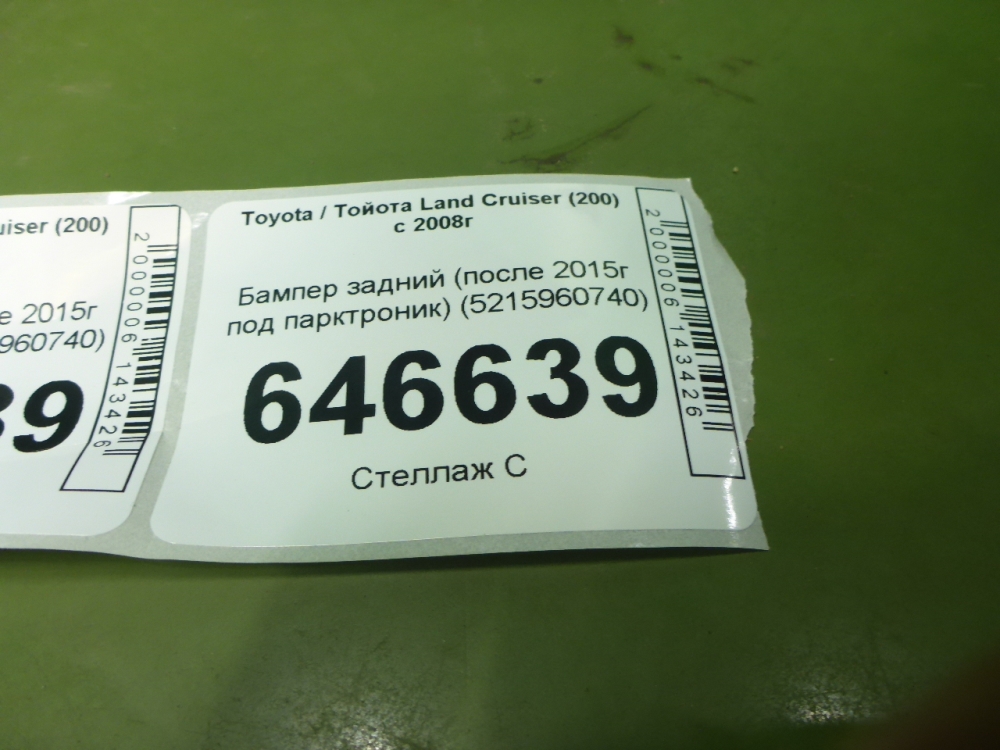 uiser (200)
е 2015г
960740)
39
2000006143426
Toyota / Тойота Land Cruiser (200)
с 2008г
Бампер задний (после 2015г
под парктроник) (5215960740)
646639
Стеллаж С
2000006143426